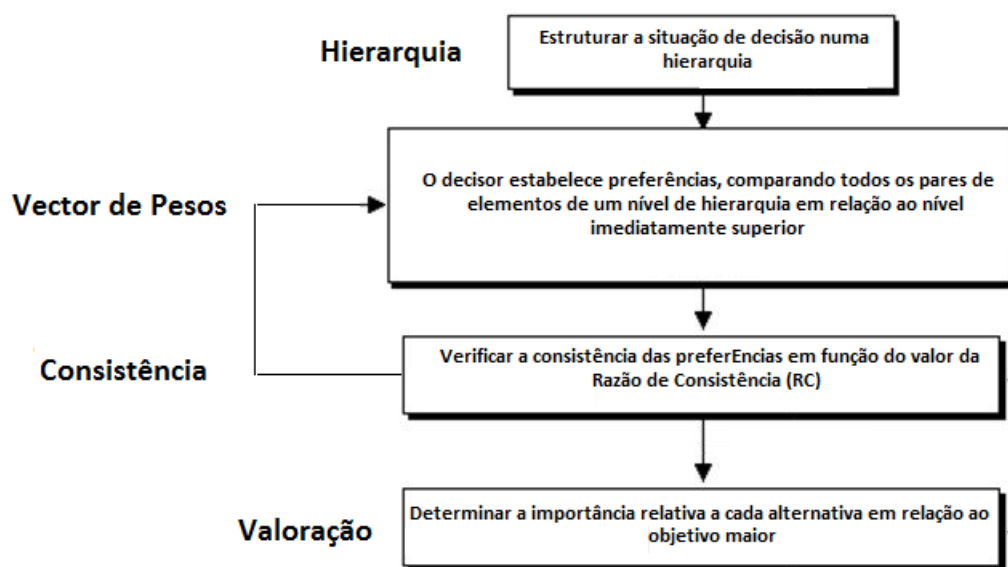 Hierarquia
Estruturar a situação de decisão numa
hierarquia
Vector de Pesos
O decisor estabelece preferências, comparando todos os pares de
elementos de um nível de hierarquia em relação ao nível
imediatamente superior
Consistência
Verificar a consistência das preferEncias em função do valor da
Razão de Consistência (RC)
Valoração
Determinar a importância relativa a cada alternativa em relação ao
objetivo maior